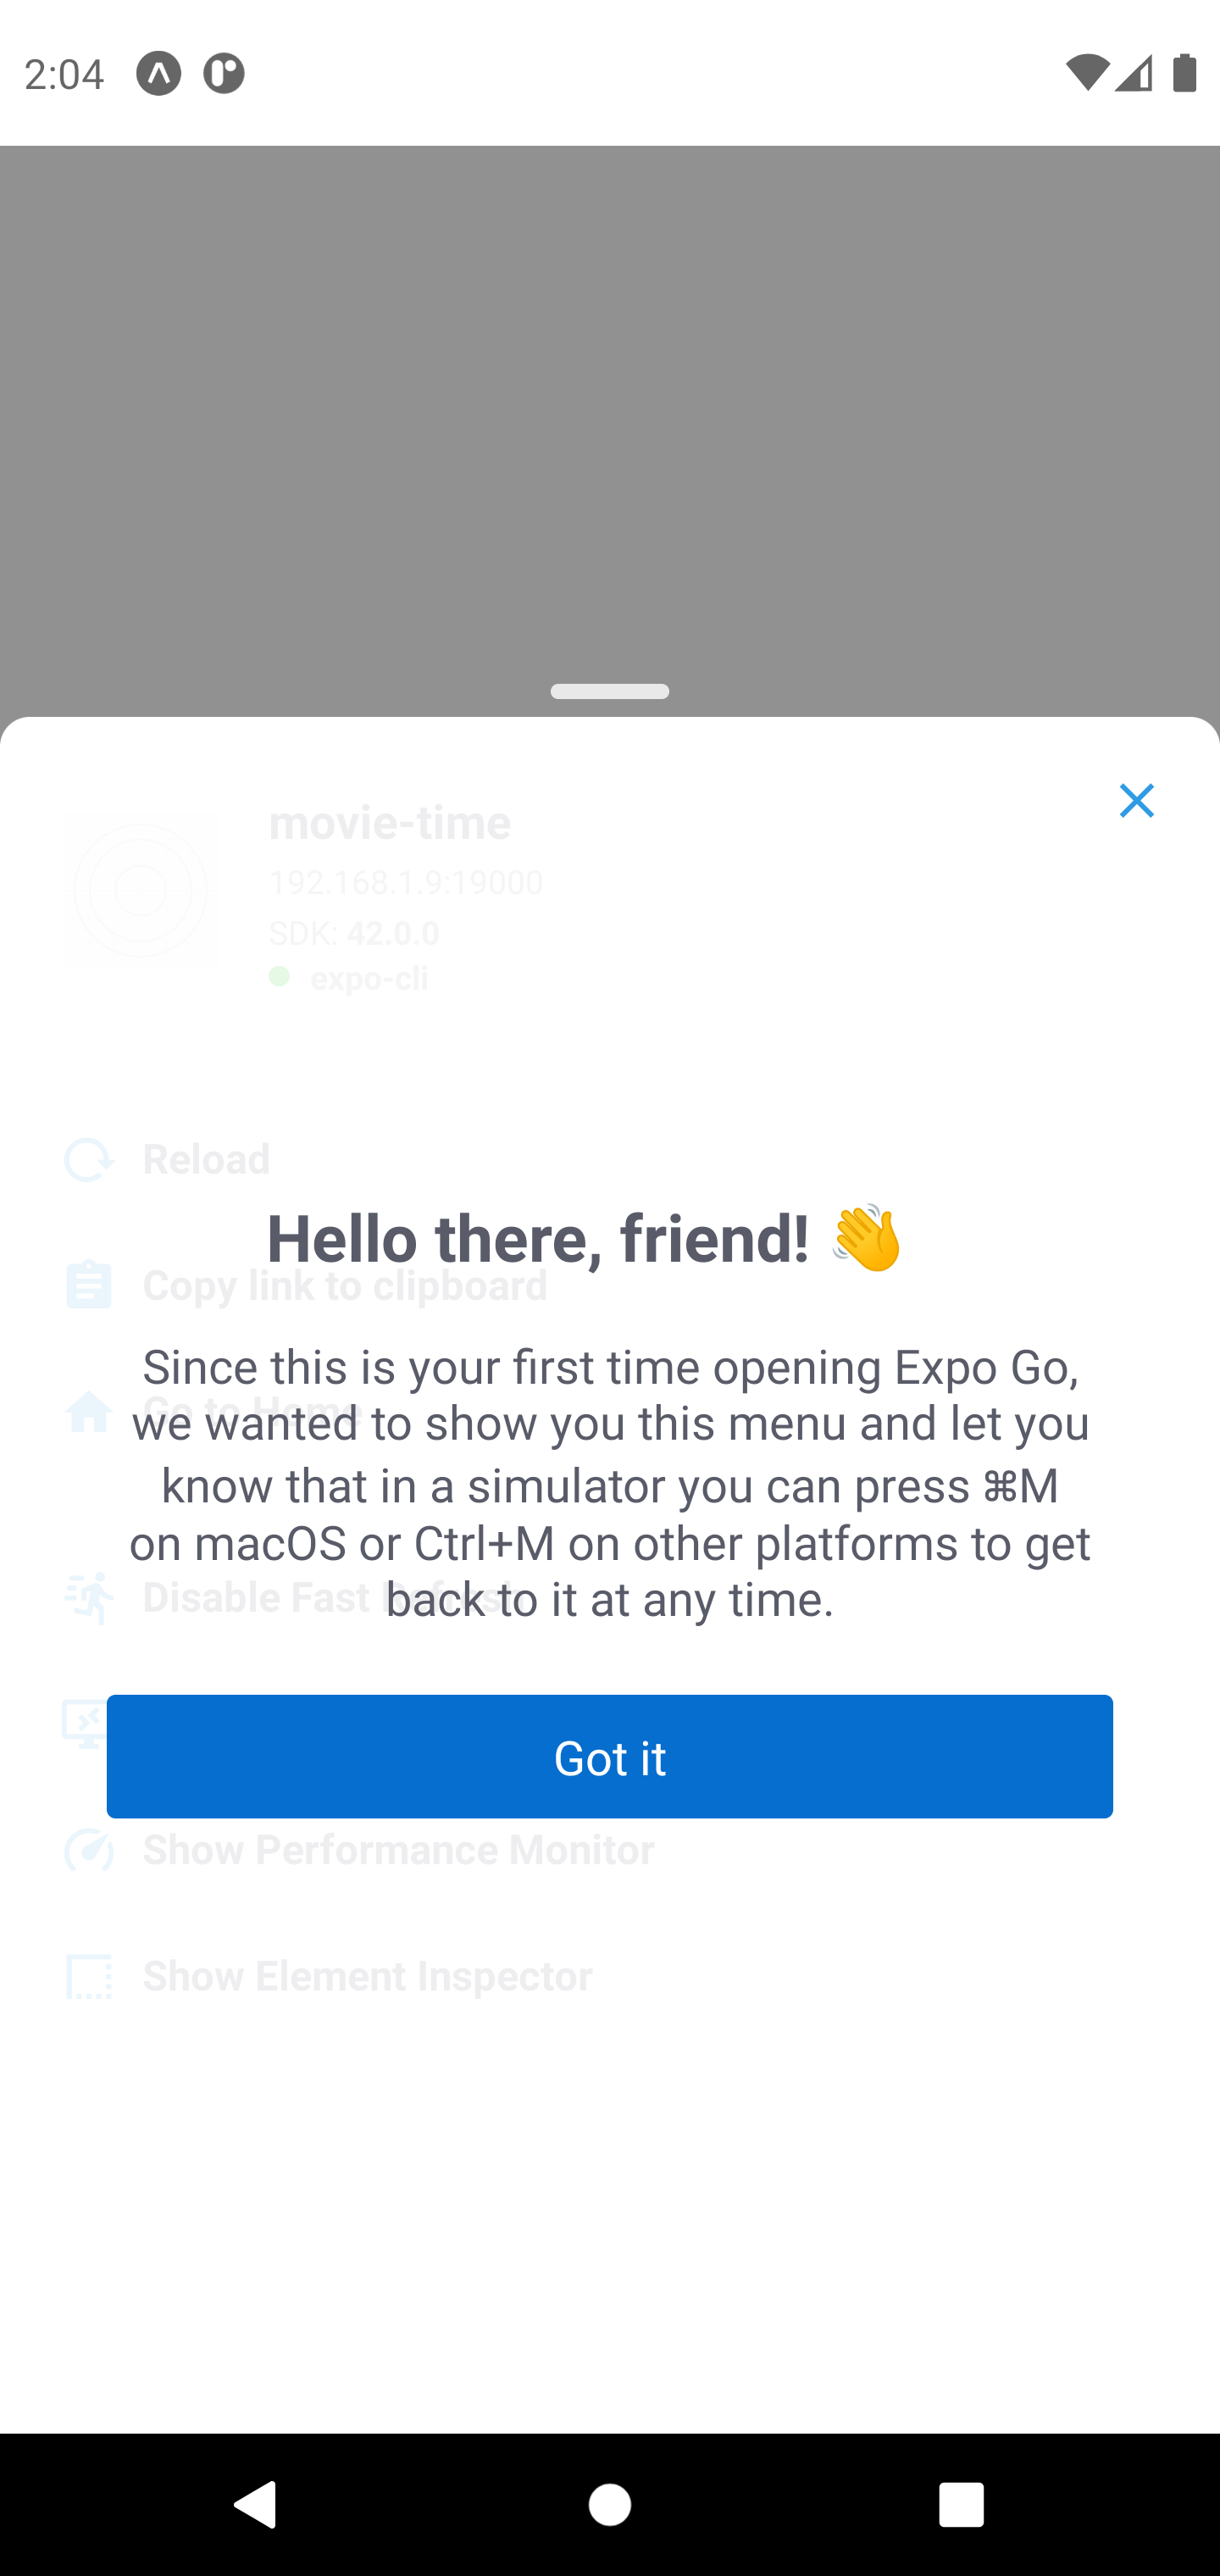 2:04
movie-time
192.168.1.9:19000
SDK: 42.0.0
expo-cli
Reload
Hello there, friend! 👋
Copy link to clipboard
Since this is your first time opening Expo Go,
Go to Home
we wanted to show you this menu and let you
know that in a simulator you can press ⌘M
on macOS or Ctrl+M on other platforms to get
Disable Fast Refresh
back to it at any time.
Got it
Show Performance Monitor
Show Element Inspector